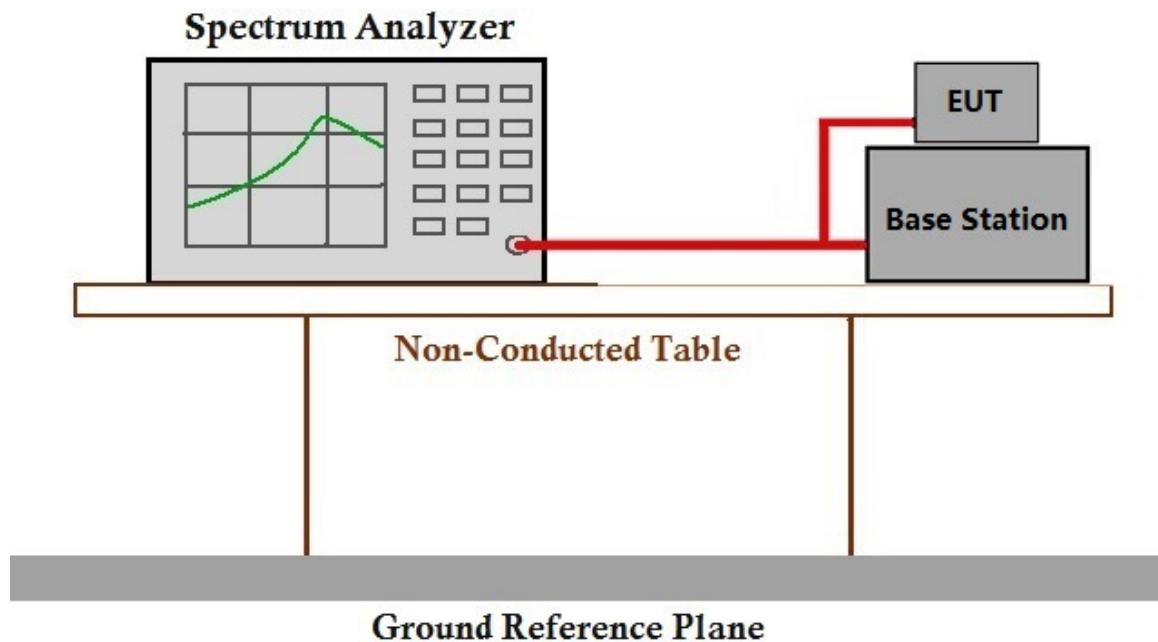 Spectrum Analyzer
EUT
Base Station
Non-Conducted Table
Ground Reference Plane